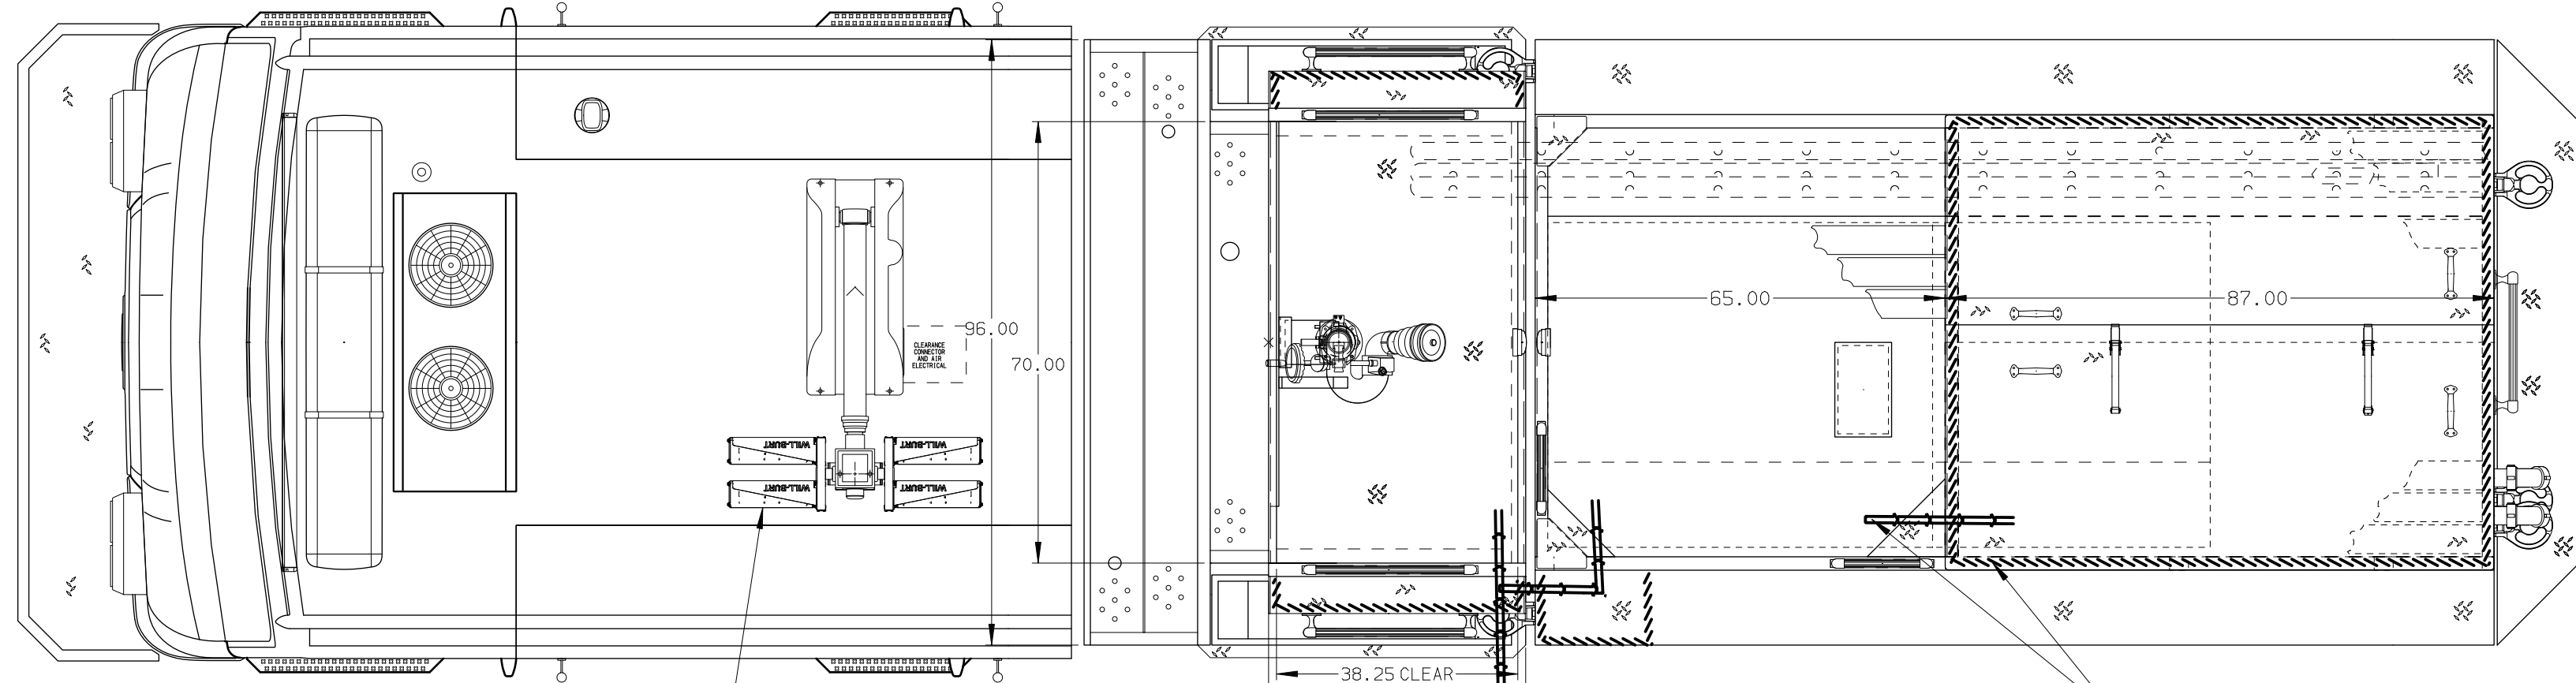 96.00
70.00
CLEARANCE
CONNECTOR
AND AIR
ELECTRICAL
WILL-BURT
WILL-BURT
WILL-BURT
WILL-BURT
65.00
87.00
38.25 CLEAR